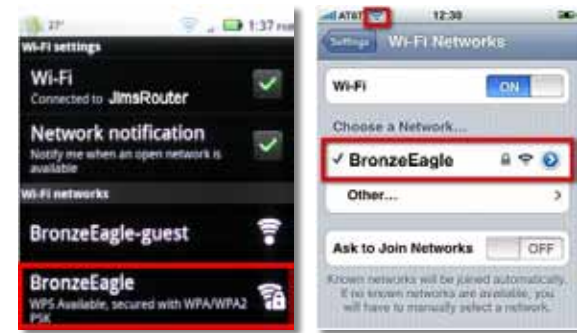 27°
1:37 PM
Wi-Fi settings
Wi-Fi
Connected to JimsRouter
Network notification
Notify me when an open network is
available
Wi-Fi networks
BronzeEagle-guest
BronzeEagle
WPS Available, secured with WPA/WPA2
PSK
AT&T
12:30
Settings
Wi-Fi Networks
Wi-Fi
ON
Choose a Network...
BronzeEagle
Other...
Ask to Join Networks
OFF
Known networks will be joined automatically.
If no known networks are available, you
will have to manually select a network.